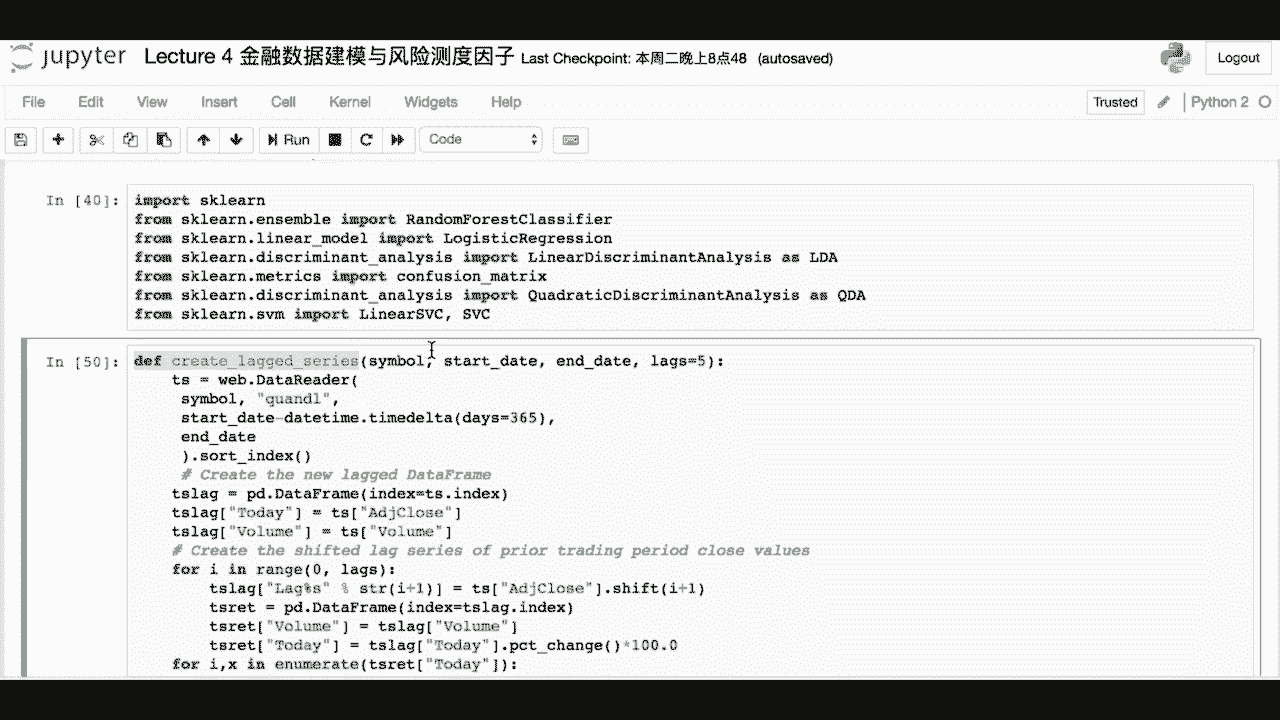 jupyter Lecture 4 金融数据建模与风险测度因子 Last Checkpoint: 本周二晚上8点48 (autosaved)
Logout
File Edit View Insert Cell Kernel Widgets Help
Trusted
Python 2
Run
Code
In [40]:
import sklearn
from sklearn.ensemble import RandomForestClassifier
from sklearn.linear_model import LogisticRegression
from sklearn.discriminant_analysis import LinearDiscriminantAnalysis as LDA
from sklearn.metrics import confusion_matrix
from sklearn.discriminant_analysis import QuadraticDiscriminantAnalysis as QDA
from sklearn.svm import LinearSVC, SVC
In [50]:
def create_lagged_series(symbol, start_date, end_date, lags=5):
ts = web.DataReader(
symbol, "quandl",
start_date-datetime.timedelta(days=365),
end_date
).sort_index()
# Create the new lagged DataFrame
tslag = pd.DataFrame(index=ts.index)
tslag["Today"] = ts["AdjClose"]
tslag["Volume"] = ts["Volume"]
# Create the shifted lag series of prior trading period close values
for i in range(0, lags):
tslag["Lag%s" % str(i+1)] = ts["AdjClose"].shift(i+1)
tsret = pd.DataFrame(index=tslag.index)
tsret["Volume"] = tslag["Volume"]
tsret["Today"] = tslag["Today"].pct_change()*100.0
for i,x in enumerate(tsret["Today"]):